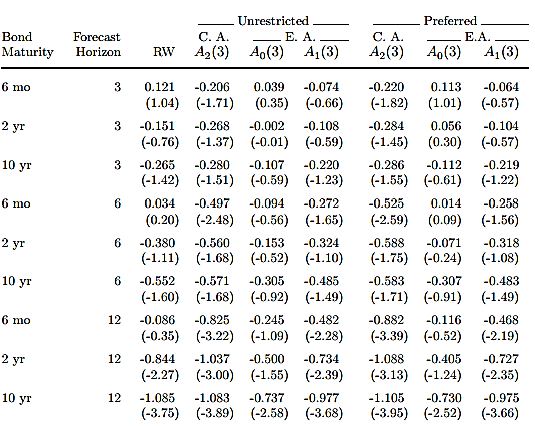 Unrestricted Preferred
Bond Forecast C. A. E. A. C. A. E.A.
Maturity Horizon RW A2(3) A0(3) A1(3) A2(3) A0(3) A1(3)
6 mo 3 0.121 -0.206 0.039 -0.074 -0.220 0.113 -0.064
(1.04) (-1.71) (0.35) (-0.66) (-1.82) (1.01) (-0.57)
2 yr 3 -0.151 -0.268 -0.002 -0.108 -0.284 0.056 -0.104
(-0.76) (-1.37) (-0.01) (-0.59) (-1.45) (0.30) (-0.57)
10 yr 3 -0.265 -0.280 -0.107 -0.220 -0.286 -0.112 -0.219
(-1.42) (-1.51) (-0.59) (-1.23) (-1.55) (-0.61) (-1.22)
6 mo 6 0.034 -0.497 -0.094 -0.272 -0.525 0.014 -0.258
(0.20) (-2.48) (-0.56) (-1.65) (-2.59) (0.09) (-1.56)
2 yr 6 -0.380 -0.560 -0.153 -0.324 -0.588 -0.071 -0.318
(-1.11) (-1.68) (-0.52) (-1.10) (-1.75) (-0.24) (-1.08)
10 yr 6 -0.552 -0.571 -0.305 -0.485 -0.583 -0.307 -0.483
(-1.60) (-1.68) (-0.92) (-1.49) (-1.71) (-0.91) (-1.49)
6 mo 12 -0.086 -0.825 -0.245 -0.482 -0.882 -0.116 -0.468
(-0.35) (-3.22) (-1.09) (-2.28) (-3.39) (-0.52) (-2.19)
2 yr 12 -0.844 -1.037 -0.500 -0.734 -1.088 -0.405 -0.727
(-2.27) (-3.00) (-1.55) (-2.39) (-3.13) (-1.24) (-2.35)
10 yr 12 -1.085 -1.083 -0.737 -0.977 -1.105 -0.730 -0.975
(-3.75) (-3.89) (-2.58) (-3.68) (-3.95) (-2.52) (-3.66)